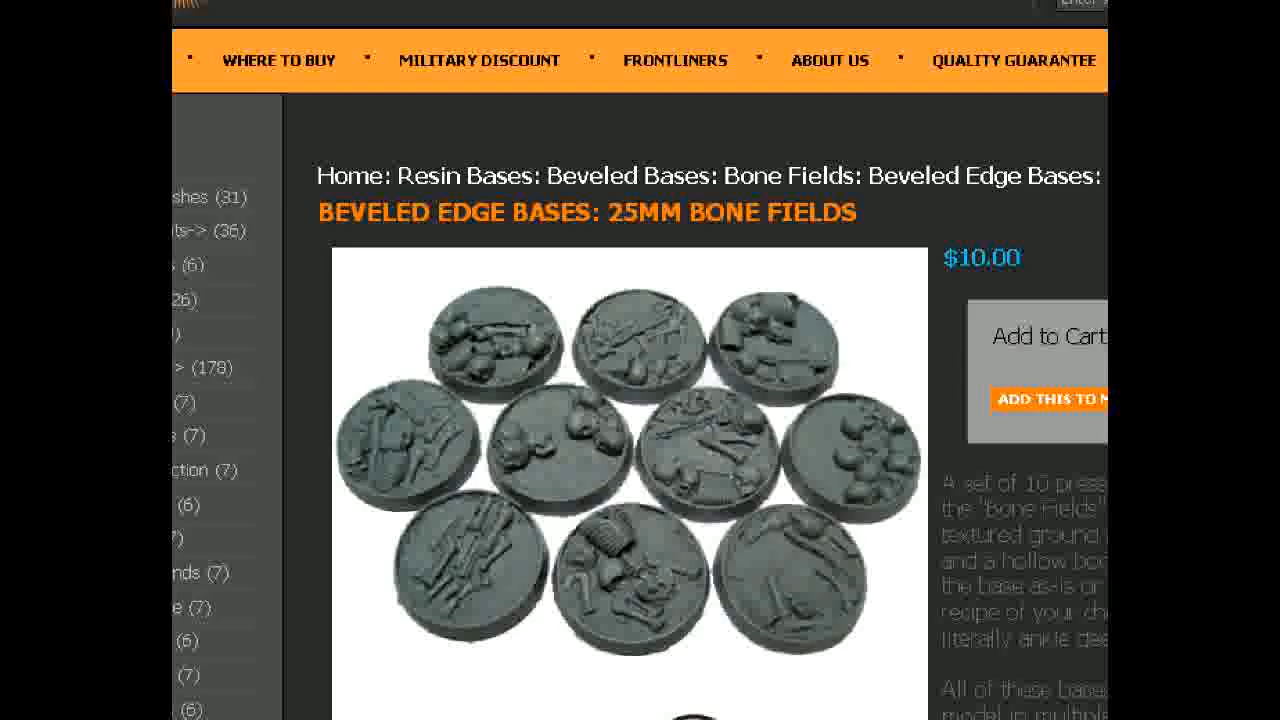 WHERE TO BUY MILITARY DISCOUNT FRONTLINERS ABOUT US QUALITY GUARANTEE
Home: Resin Bases: Beveled Bases: Bone Fields: Beveled Edge Bases:
BEVELED EDGE BASES: 25MM BONE FIELDS
shes (31)
ts-> (36)
(6)
26)
)
> (178)
(7)
s (7)
ction (7)
(6)
7)
nds (7)
e (7)
(6)
(7)
(6)
$10.00
Add to Cart
ADD THIS TO M
A set of 10 press
the "Bone Fields"
textured ground
and a hollow bo
the base as-is or
recipe of your ch
literally ankle dee
All of these base
model in multiple